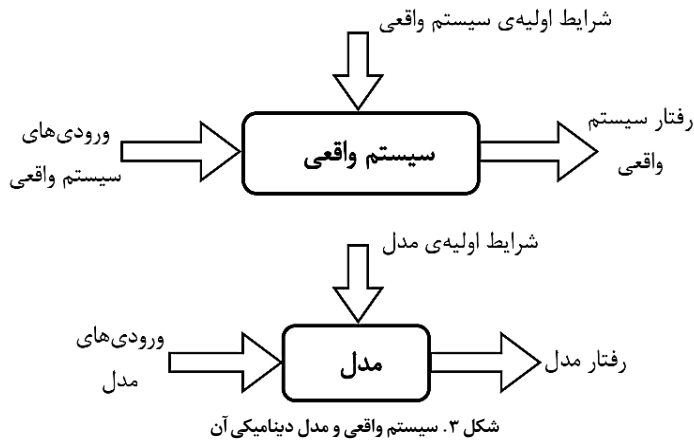 شرایط اولیه‌ی سیستم واقعی
ورودی‌های
سیستم واقعی
سیستم واقعی
رفتار سیستم
واقعی
شرایط اولیه‌ی مدل
ورودی‌های
مدل
مدل
رفتار مدل
شکل ۳. سیستم واقعی و مدل دینامیکی آن